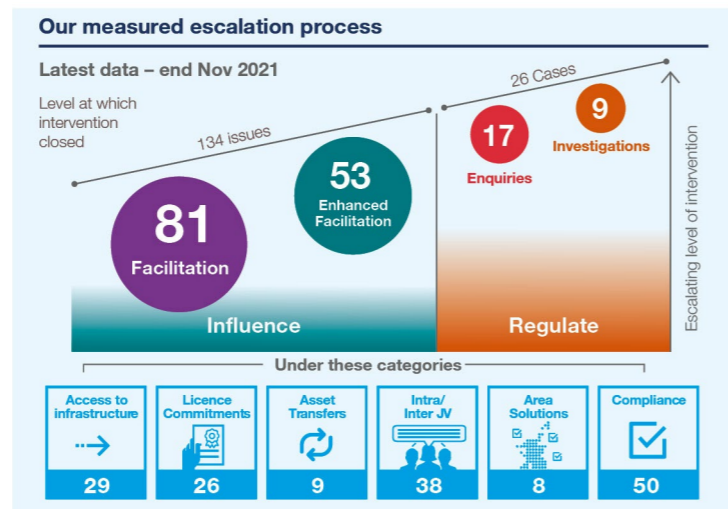 Our measured escalation process
Latest data – end Nov 2021
Level at which
intervention
closed
134 issues
26 Cases
81
Facilitation
53
Enhanced
Facilitation
17
Enquiries
9
Investigations
Escalating level of intervention
Influence
Regulate
Under these categories
Access to
infrastructure
29
Licence
Commitments
26
Asset
Transfers
9
Intra/
Inter JV
38
Area
Solutions
8
Compliance
50